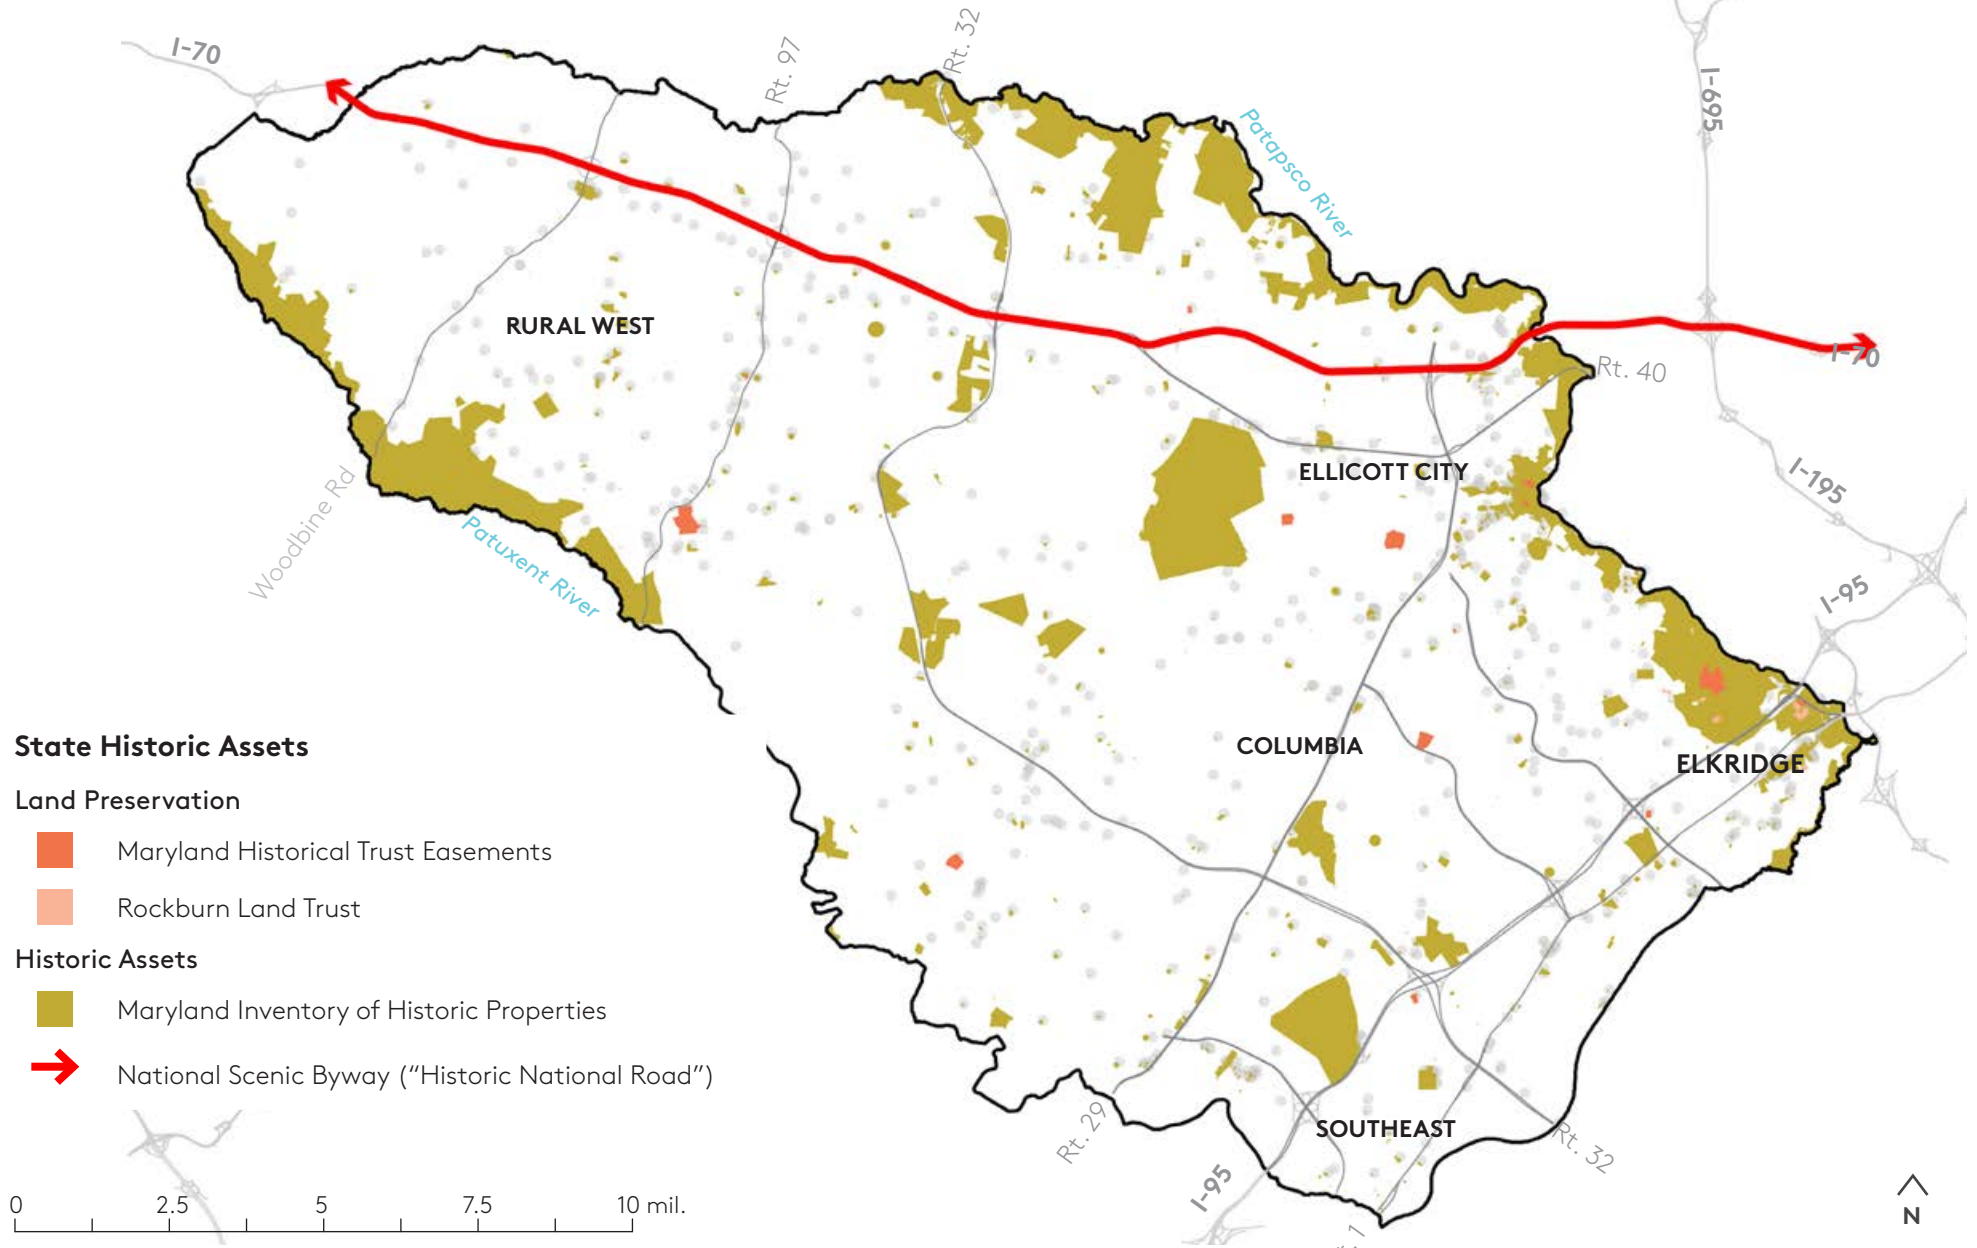 I-70
Rt. 97
Rt. 32
I-695
Patapsco River
RURAL WEST
I-70
Rt. 40
ELLICOTT CITY
I-195
Woodbine Rd
Patuxent River
I-95
COLUMBIA
ELKRIDGE
State Historic Assets
Land Preservation
Maryland Historical Trust Easements
Rockburn Land Trust
Historic Assets
Maryland Inventory of Historic Properties
National Scenic Byway (“Historic National Road”)
Rt. 29
SOUTHEAST
Rt. 32
I-95
0 2.5 5 7.5 10 mil.
N